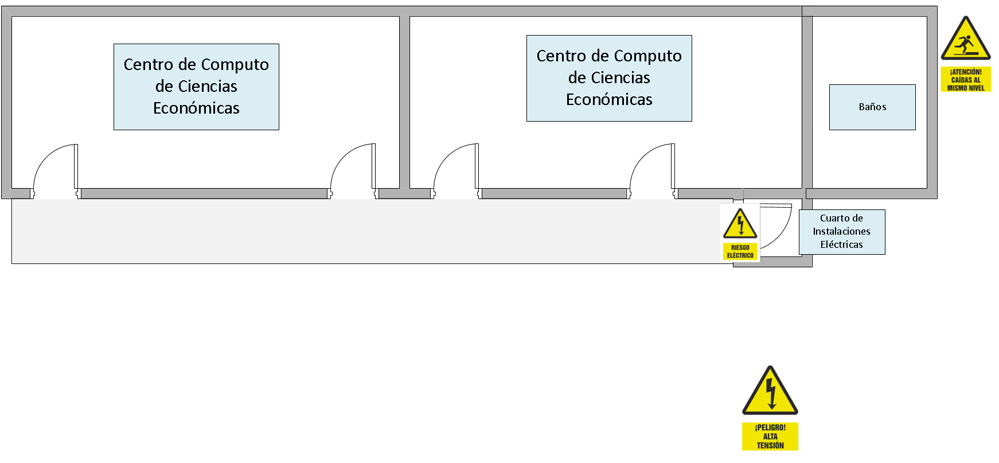 Centro de Computo
de Ciencias
Económicas
Centro de Computo
de Ciencias
Económicas
Baños
¡ATENCIÓN!
CAÍDAS AL
MISMO NIVEL
Cuarto de
Instalaciones
Eléctricas
RIESGO
ELÉCTRICO
¡PELIGRO!
ALTA
TENSIÓN